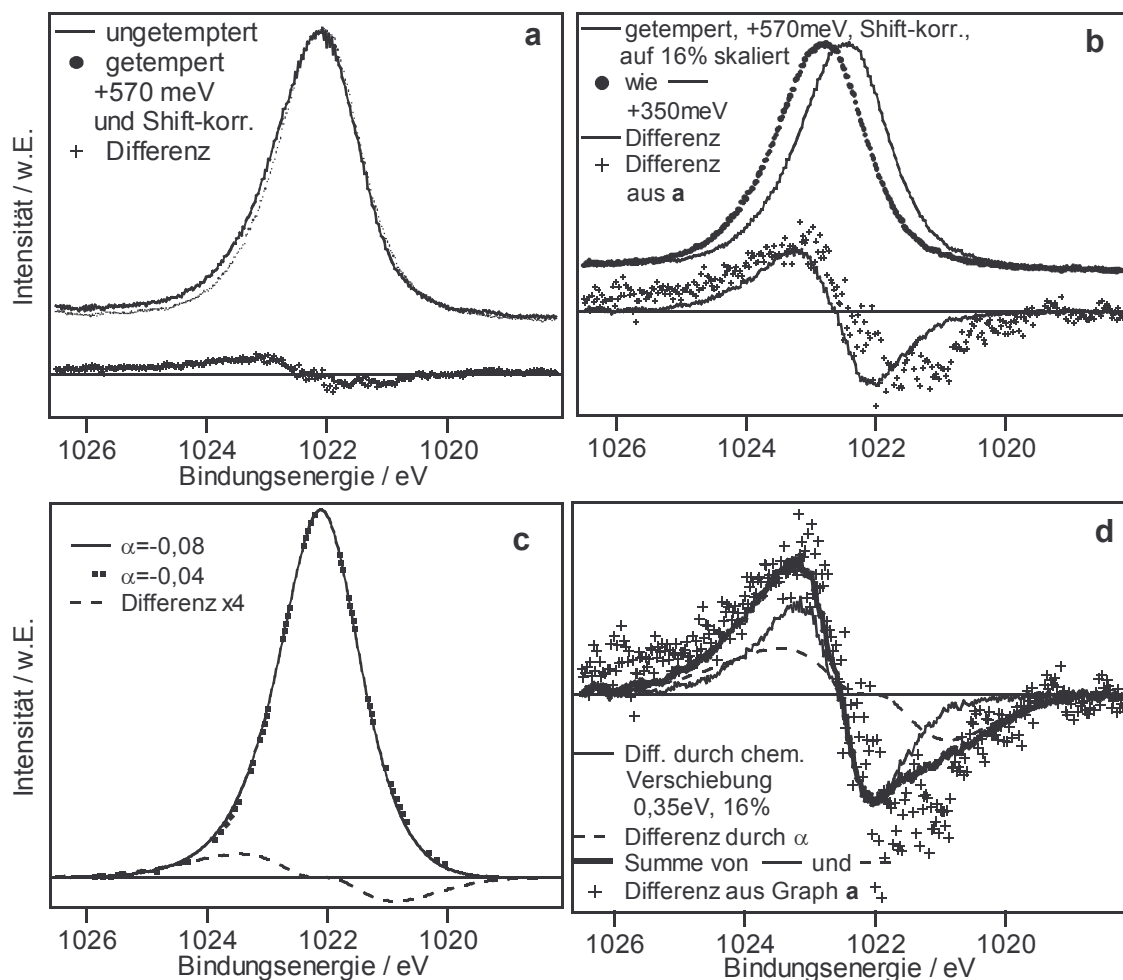 a
ungetemptert
getempert
+570 meV
und Shift-korr.
+ Differenz
Intensität / w.E.
1026 1024 1022 1020
Bindungsenergie / eV
b
getempert, +570meV, Shift-korr.,
auf 16% skaliert
wie —
+350meV
Differenz
+ Differenz
aus a
1026 1024 1022 1020
Bindungsenergie / eV
c
α=-0,08
α=-0,04
Differenz x4
Intensität / w.E.
1026 1024 1022 1020
Bindungsenergie / eV
d
Diff. durch chem.
Verschiebung
0,35eV, 16%
Differenz durch α
Summe von — und --
+ Differenz aus Graph a
1026 1024 1022 1020
Bindungsenergie / eV